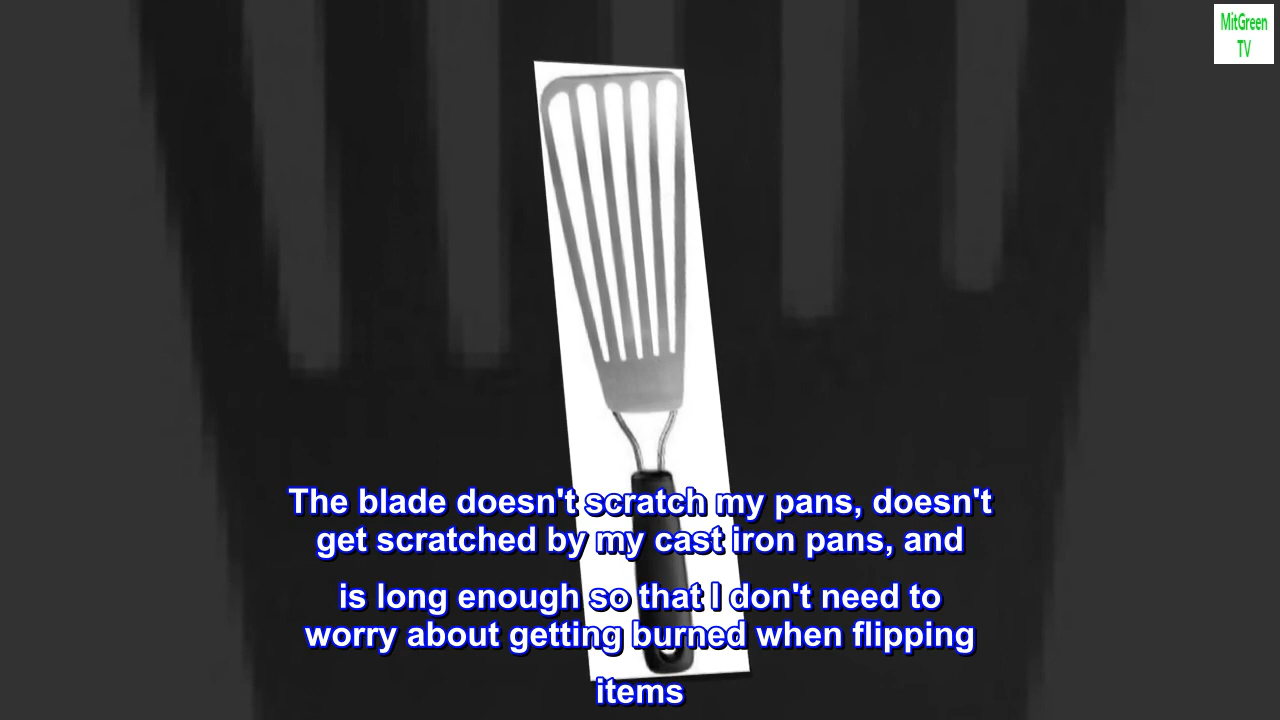 MitGreen
TV
The blade doesn't scratch my pans, doesn't
get scratched by my cast iron pans, and
is long enough so that I don't need to
worry about getting burned when flipping
items